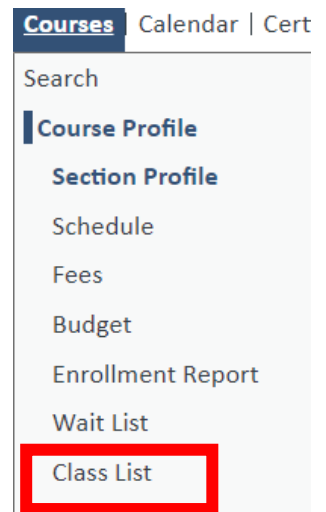 Courses | Calendar | Cert
Search
Course Profile
Section Profile
Schedule
Fees
Budget
Enrollment Report
Wait List
Class List